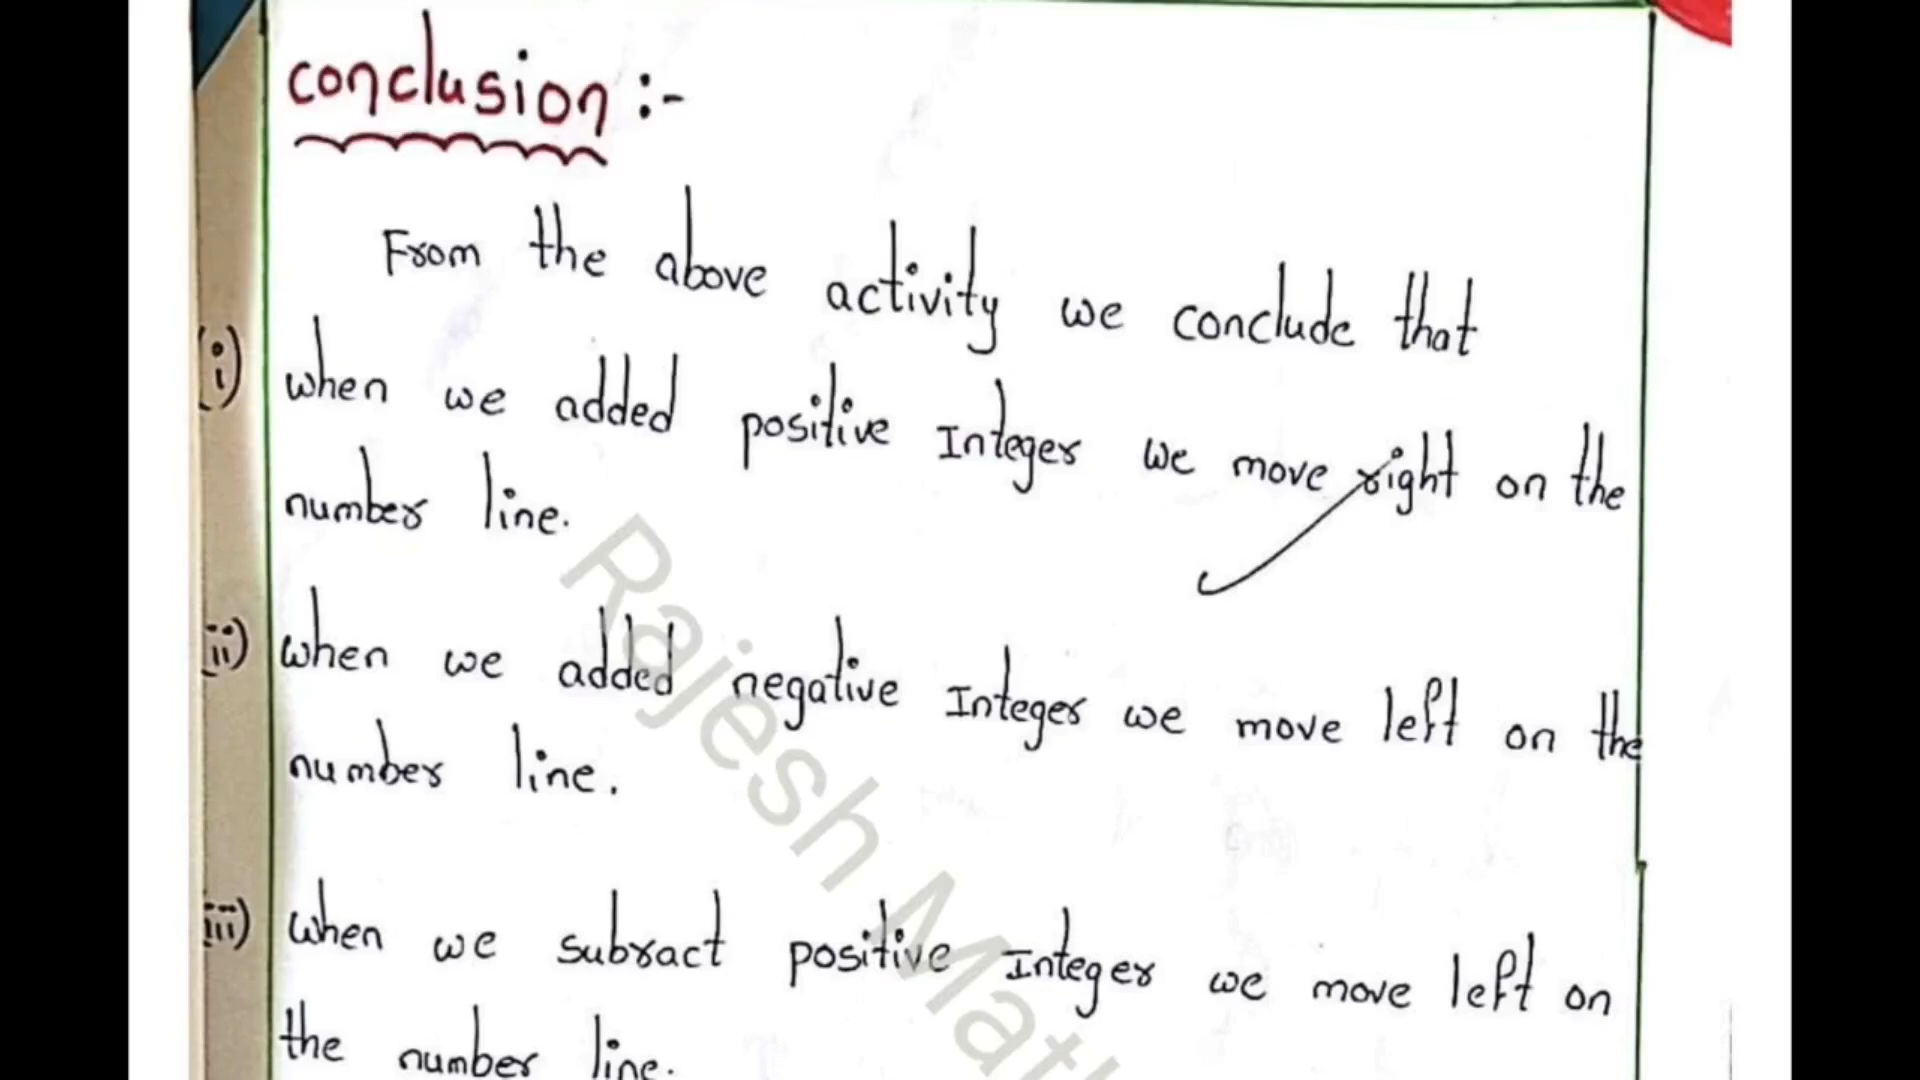 conclusion :-
From the above activity we conclude that
(i) when we added positive Integer we move right on the
number line.
(ii) when we added negative Integer we move left on the
number line.
(iii) when we subract positive Integer we move left on
the number line.
Rajesh Math